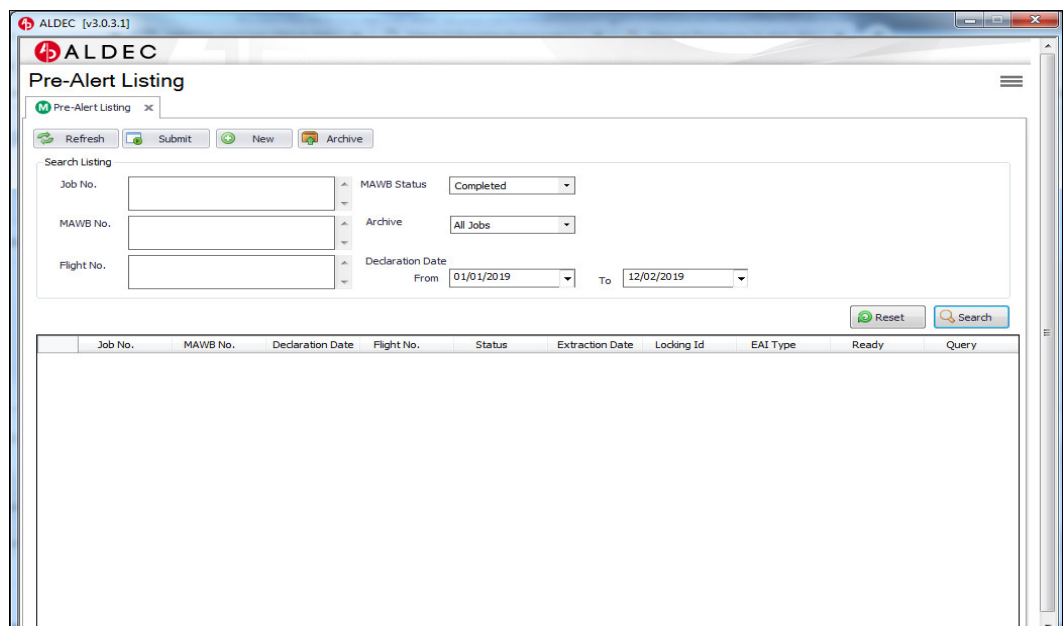 ALDEC [v3.0.3.1]
ALDEC
Pre-Alert Listing
M Pre-Alert Listing x
Refresh Submit New Archive
Search Listing
Job No. MAWB Status Completed
MAWB No. Archive All Jobs
Flight No. Declaration Date
From 01/01/2019 To 12/02/2019
Reset Search
Job No. MAWB No. Declaration Date Flight No. Status Extraction Date Locking Id EAI Type Ready Query